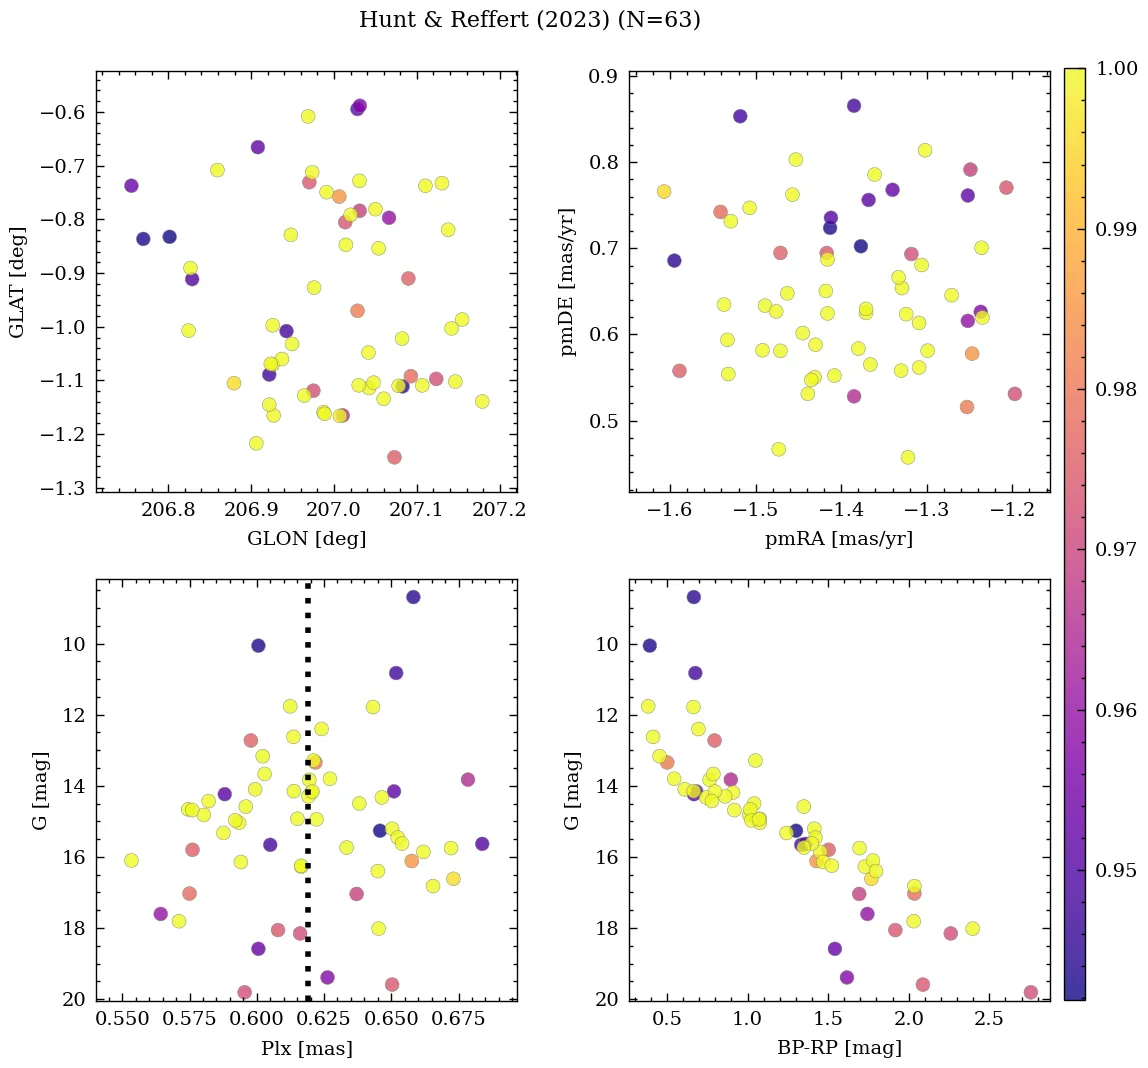 Hunt & Reffert (2023) (N=63)
−0.6
−0.7
−0.8
−0.9
−1.0
−1.1
−1.2
−1.3
GLAT [deg]
206.8 206.9 207.0 207.1 207.2
GLON [deg]
0.9
0.8
0.7
0.6
0.5
pmDE [mas/yr]
−1.6 −1.5 −1.4 −1.3 −1.2
pmRA [mas/yr]
1.00
0.99
0.98
0.97
0.96
0.95
10
12
14
16
18
20
G [mag]
0.550 0.575 0.600 0.625 0.650 0.675
Plx [mas]
10
12
14
16
18
20
G [mag]
0.5 1.0 1.5 2.0 2.5
BP-RP [mag]